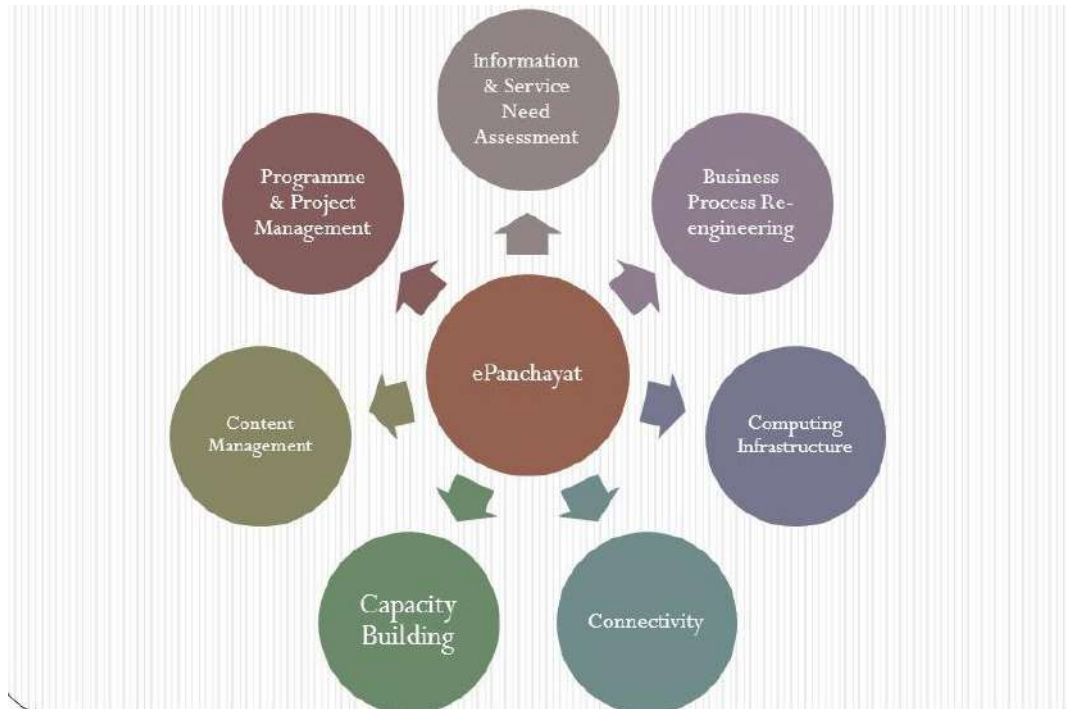 Information
& Service
Need
Assessment
Programme
& Project
Management
Business
Process Re-
engineering
ePanchayat
Content
Management
Computing
Infrastructure
Capacity
Building
Connectivity